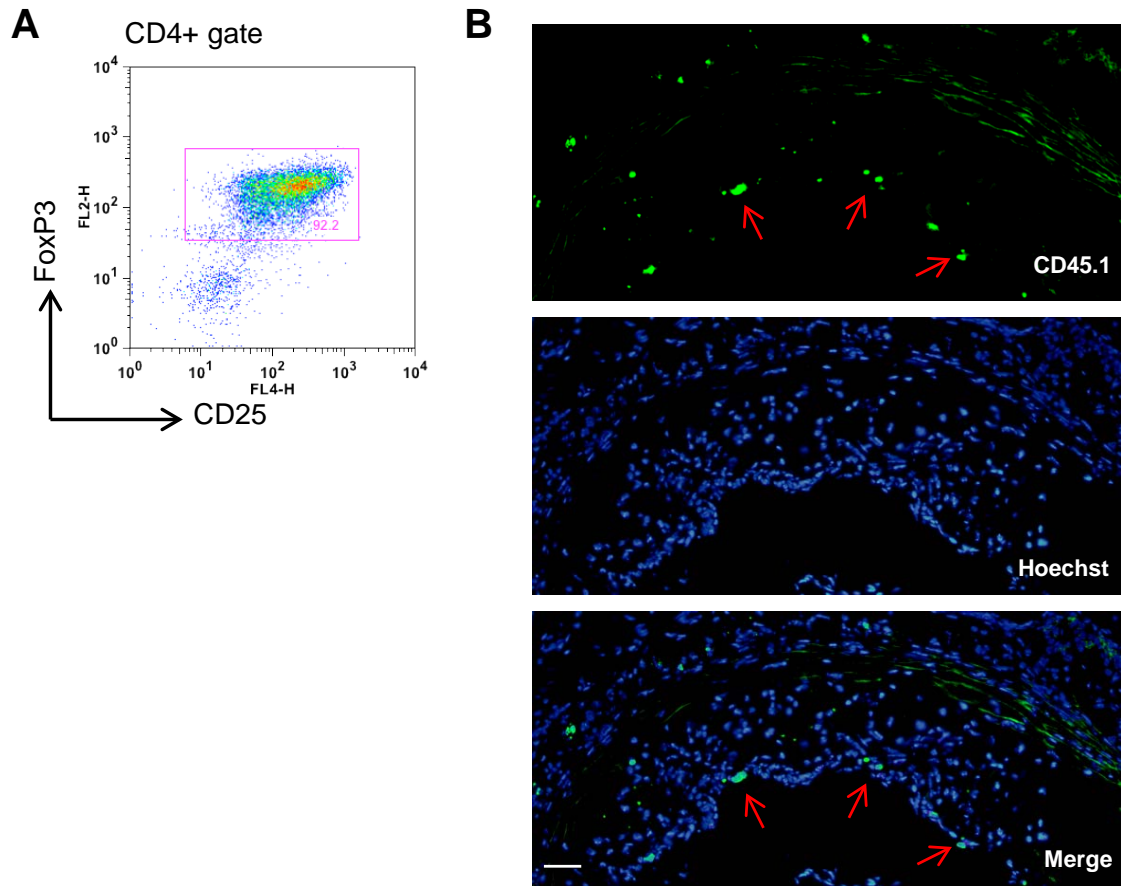 A
CD4+ gate
10^4
10^3
10^2
10^1
10^0
FL2-H
FoxP3
92.2
10^0 10^1 10^2 10^3 10^4
FL4-H
CD25
B
CD45.1
Hoechst
Merge